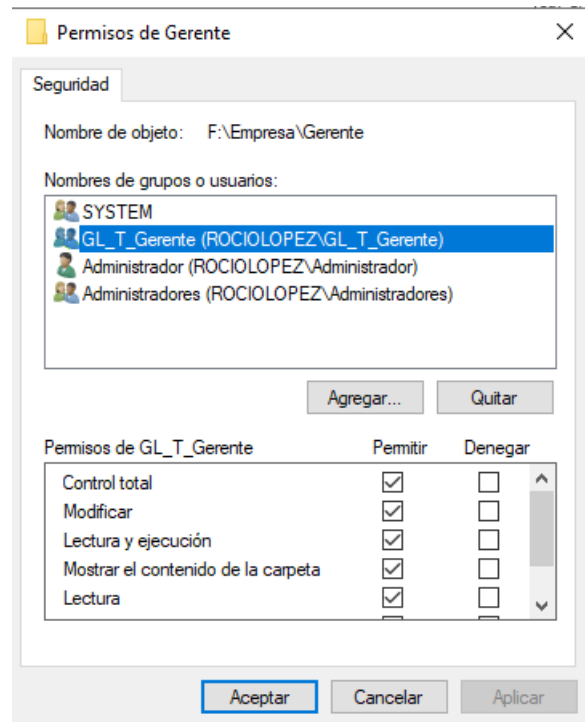 Permisos de Gerente
Seguridad
Nombre de objeto: F:\Empresa\Gerente
Nombres de grupos o usuarios:
SYSTEM
GL_T_Gerente (ROCIOLOPEZ\GL_T_Gerente)
Administrador (ROCIOLOPEZ\Administrador)
Administradores (ROCIOLOPEZ\Administradores)
Agregar... Quitar
Permisos de GL_T_Gerente Permitir Denegar
Control total
Modificar
Lectura y ejecución
Mostrar el contenido de la carpeta
Lectura
Aceptar Cancelar Aplicar